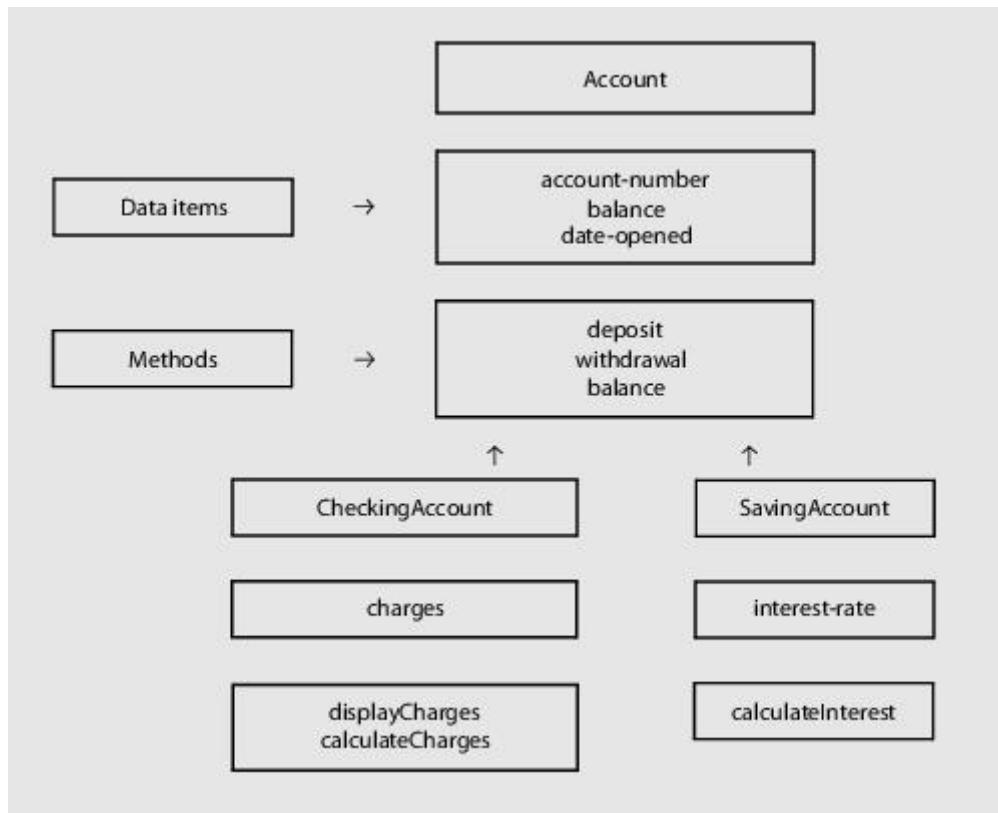 Account
account-number
Data items → balance
date-opened
deposit
Methods → withdrawal
balance
↑ ↑
CheckingAccount SavingAccount
charges interest-rate
displayCharges calculateInterest
calculateCharges